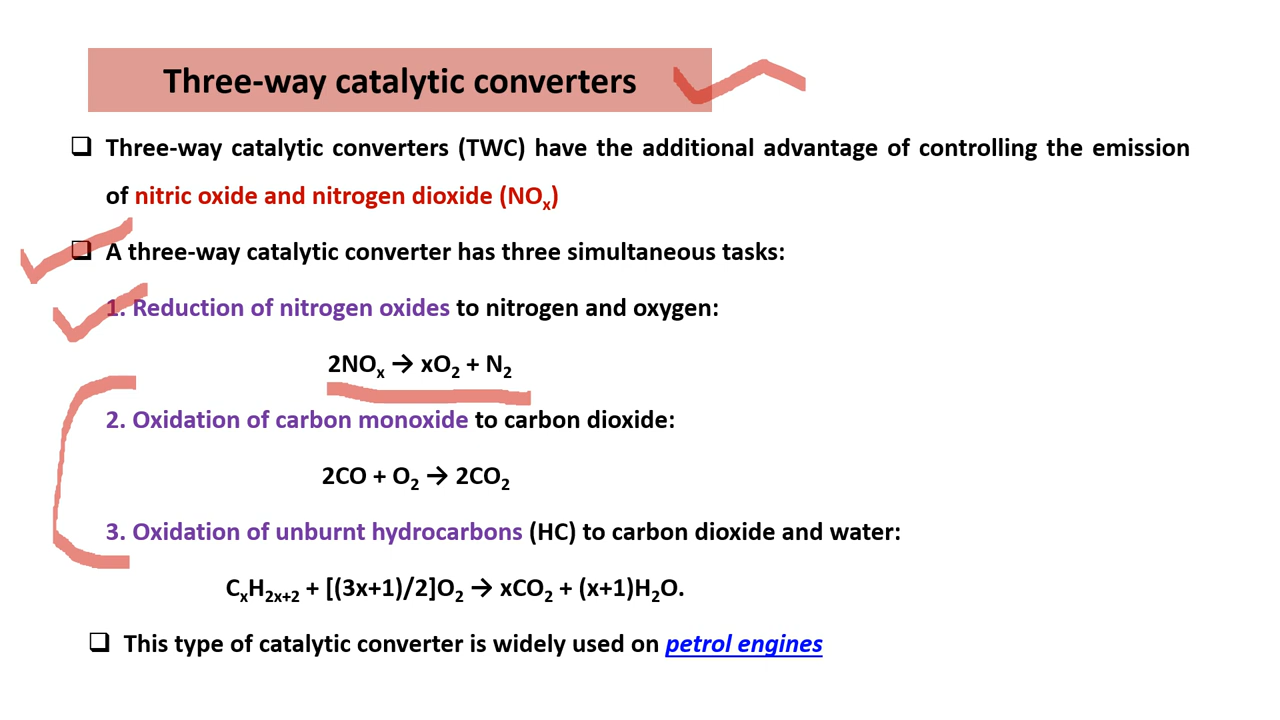 Three-way catalytic converters
❑ Three-way catalytic converters (TWC) have the additional advantage of controlling the emission
of nitric oxide and nitrogen dioxide (NOₓ)
❑ A three-way catalytic converter has three simultaneous tasks:
1. Reduction of nitrogen oxides to nitrogen and oxygen:
2NOₓ → xO₂ + N₂
2. Oxidation of carbon monoxide to carbon dioxide:
2CO + O₂ → 2CO₂
3. Oxidation of unburnt hydrocarbons (HC) to carbon dioxide and water:
CₓH₂ₓ₊₂ + [(3x+1)/2]O₂ → xCO₂ + (x+1)H₂O.
❑ This type of catalytic converter is widely used on petrol engines